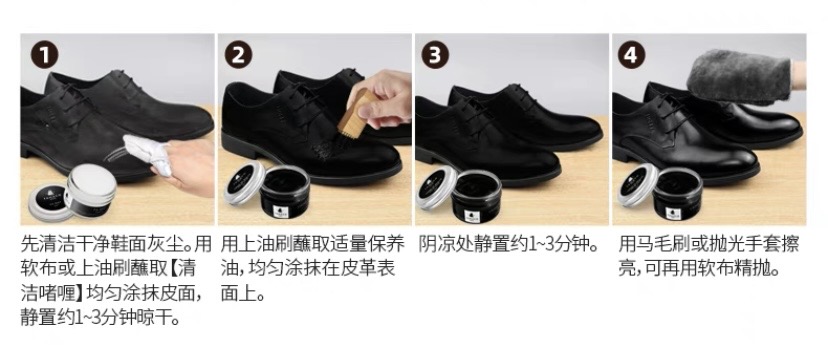 1
先清洁干净鞋面灰尘。用
软布或上油刷蘸取【清
洁啫喱】均匀涂抹皮面，
静置约1~3分钟晾干。
2
用上油刷蘸取适量保养
油，均匀涂抹在皮革表
面上。
3
阴凉处静置约1~3分钟。
4
用马毛刷或抛光手套擦
亮，可再用软布精抛。